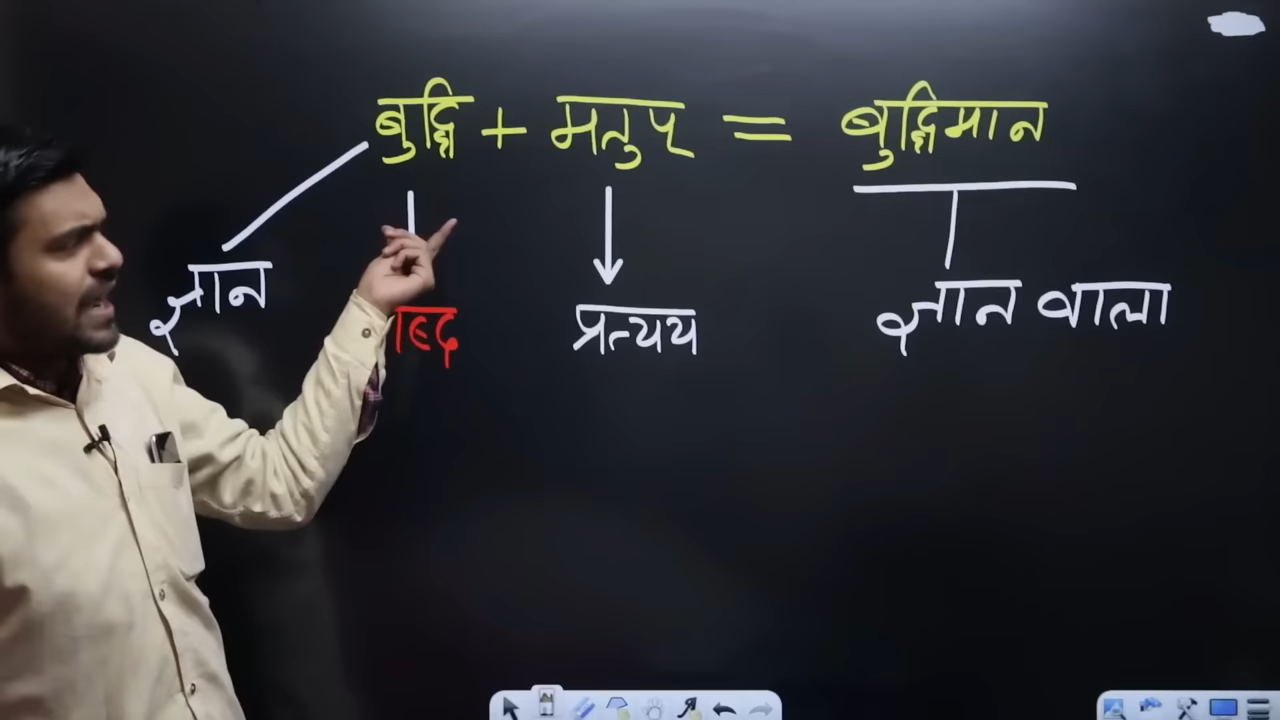 बुद्धि + मतुप् = बुद्धिमान
ज्ञान
प्रत्यय
ज्ञान वाला